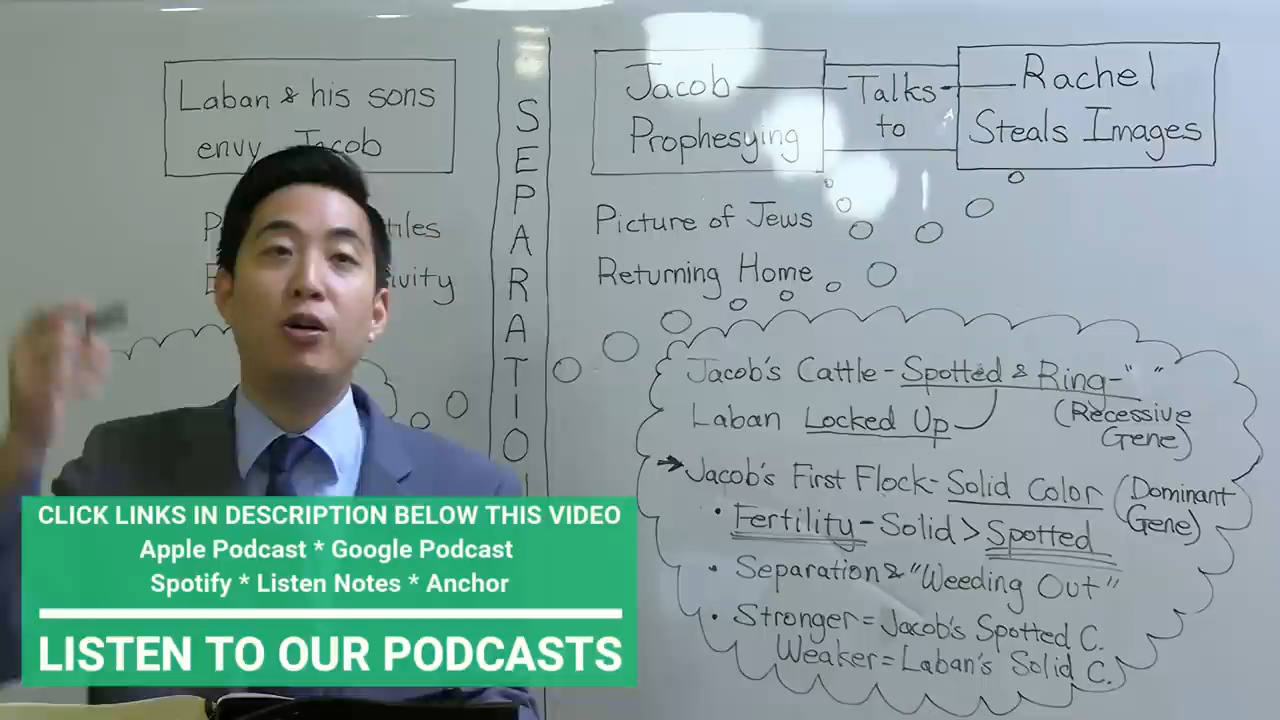 Laban & his sons
envy Jacob
SEPARATIO
Jacob
Prophesying
Talks
to
Rachel
Steals Images
Picture of Jews
Returning Home
Jacob's Cattle - Spotted & Ring-" "
(Recessive
Gene)
Laban Locked Up
Jacob's First Flock - Solid Color
(Dominant
Gene)
• Fertility - Solid > Spotted
• Separation & "Weeding Out"
• Stronger = Jacob's Spotted C.
Weaker = Laban's Solid C.
CLICK LINKS IN DESCRIPTION BELOW THIS VIDEO
Apple Podcast * Google Podcast
Spotify * Listen Notes * Anchor
LISTEN TO OUR PODCASTS